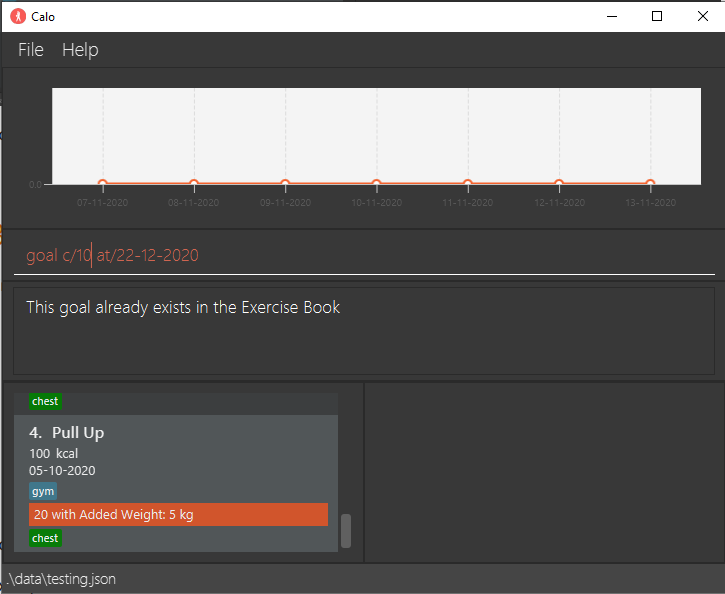 Calo
File Help
0.0
07-11-2020 08-11-2020 09-11-2020 10-11-2020 11-11-2020 12-11-2020 13-11-2020
goal c/10 at/22-12-2020
This goal already exists in the Exercise Book
chest
4. Pull Up
100 kcal
05-10-2020
gym
20 with Added Weight: 5 kg
chest
.\data\testing.json